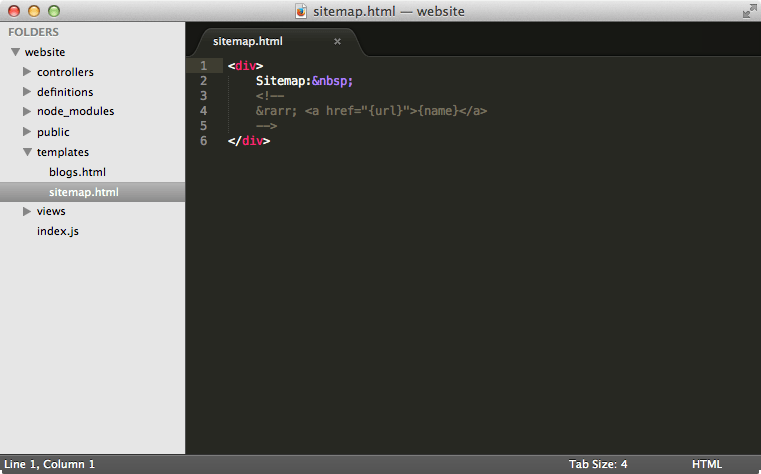 sitemap.html — website
FOLDERS
website
controllers
definitions
node_modules
public
templates
blogs.html
sitemap.html
views
index.js
sitemap.html ×
1 <div>
2 Sitemap:&nbsp;
3 <!--
4 &rarr; <a href="{url}">{name}</a>
5 -->
6 </div>
Line 1, Column 1
Tab Size: 4
HTML